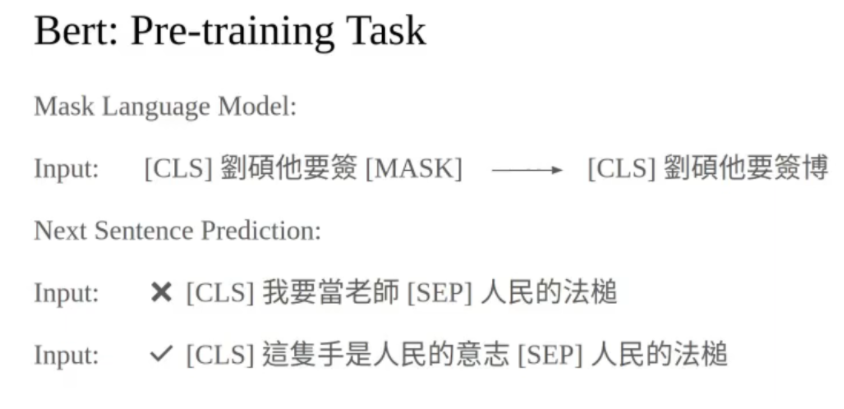 Bert: Pre-training Task
Mask Language Model:
Input: [CLS] 劉碩他要簽 [MASK] → [CLS] 劉碩他要簽博
Next Sentence Prediction:
Input: ✕ [CLS] 我要當老師 [SEP] 人民的法槌
Input: ✓ [CLS] 這隻手是人民的意志 [SEP] 人民的法槌